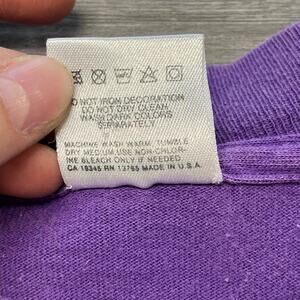 DO NOT IRON DECORATION
DO NOT DRY CLEAN.
WASH DARK COLORS
SEPARATELY
MACHINE WASH WARM, TUMBLE
DRY MEDIUM. USE NON-CHLOR-
INE BLEACH ONLY IF NEEDED
CA 19345 RN 13765 MADE IN U.S.A.